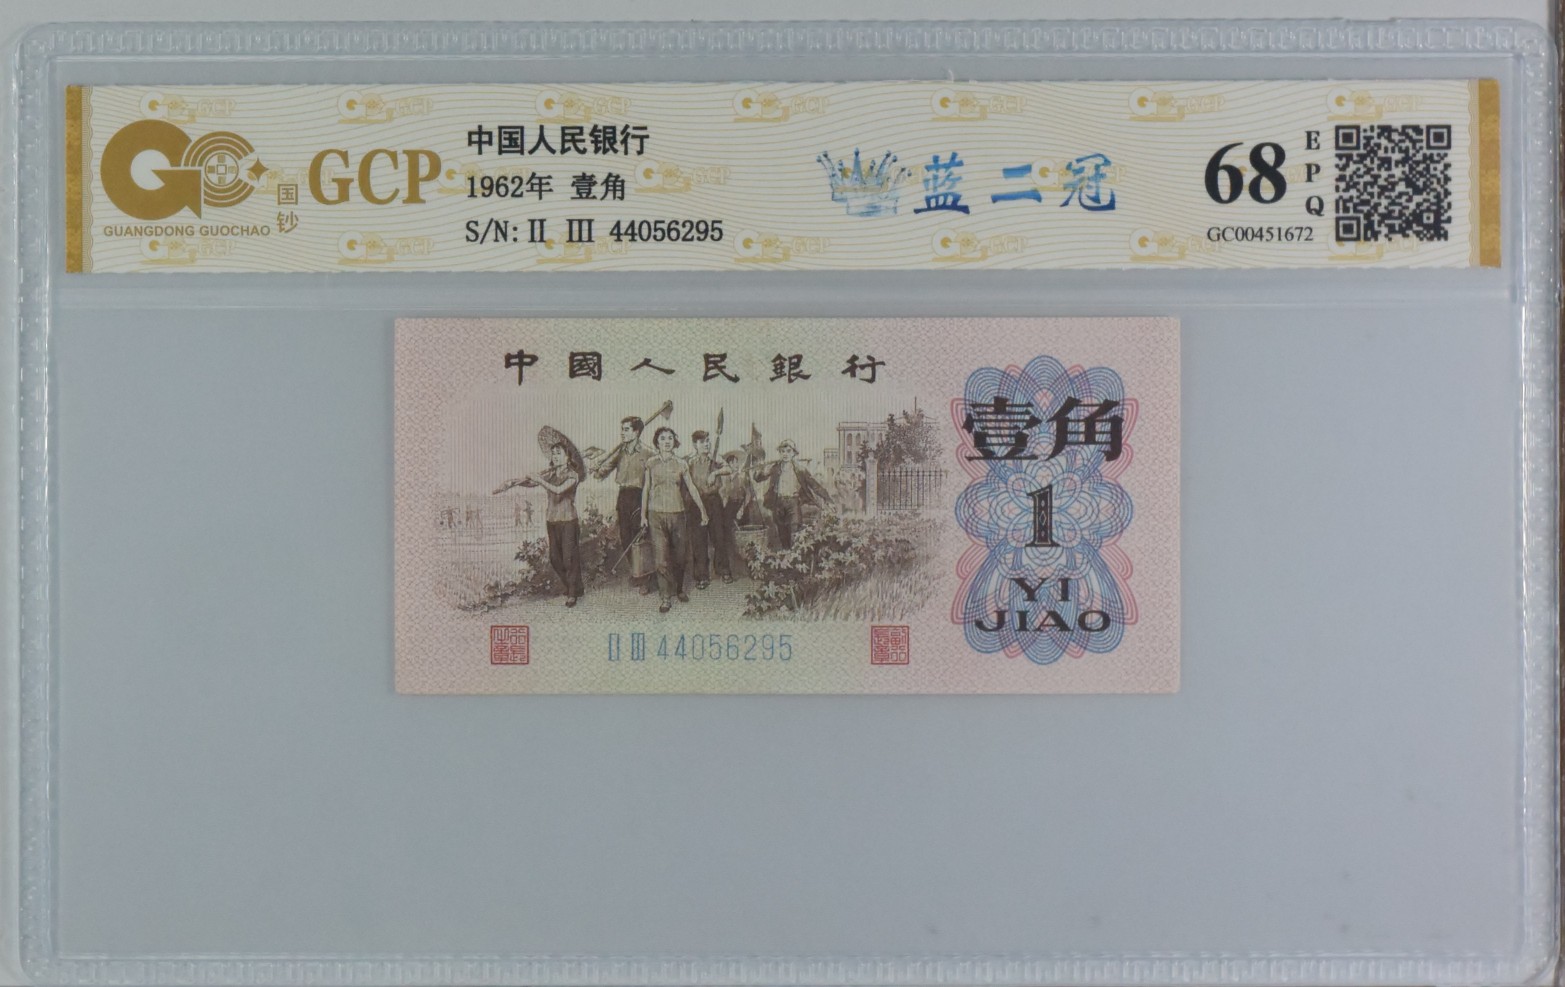 GCP
国钞
GUANGDONG GUOCHAO
中国人民银行
1962年 壹角
S/N: II III 44056295
蓝二冠
68
EPQ
GC00451672
中國人民銀行
壹角
1
YI
JIAO
II III 44056295